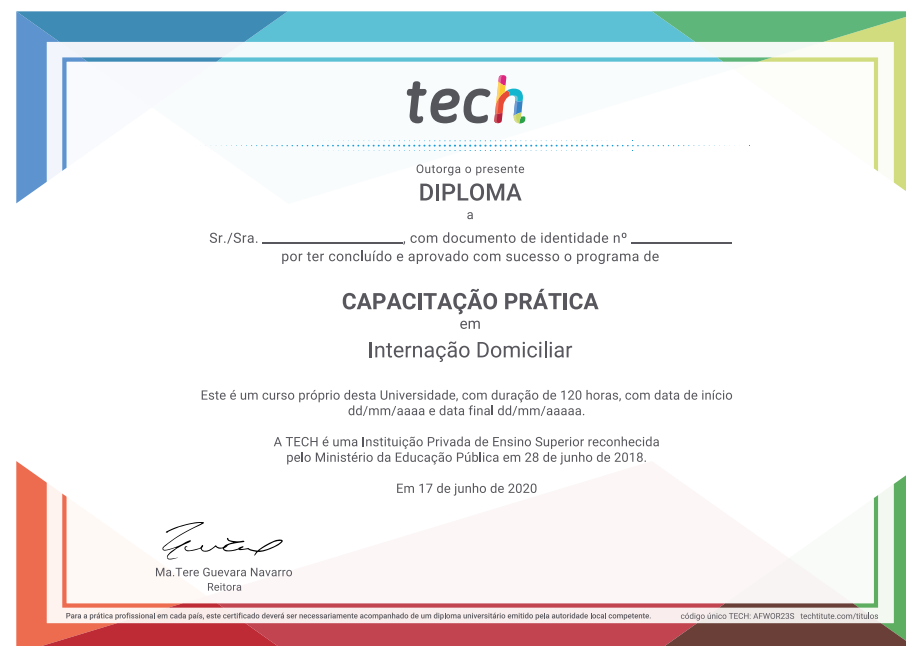 tech
Outorga o presente
DIPLOMA
a
Sr./Sra. ____________________, com documento de identidade nº ______________
por ter concluído e aprovado com sucesso o programa de
CAPACITAÇÃO PRÁTICA
em
Internação Domiciliar
Este é um curso próprio desta Universidade, com duração de 120 horas, com data de início
dd/mm/aaaa e data final dd/mm/aaaaa.
A TECH é uma Instituição Privada de Ensino Superior reconhecida
pelo Ministério da Educação Pública em 28 de junho de 2018.
Em 17 de junho de 2020
Ma.Tere Guevara Navarro
Reitora
Para a prática profissional em cada país, este certificado deverá ser necessariamente acompanhado de um diploma universitário emitido pela autoridade local competente. código único TECH: AFWOR23S techtitute.com/titulos